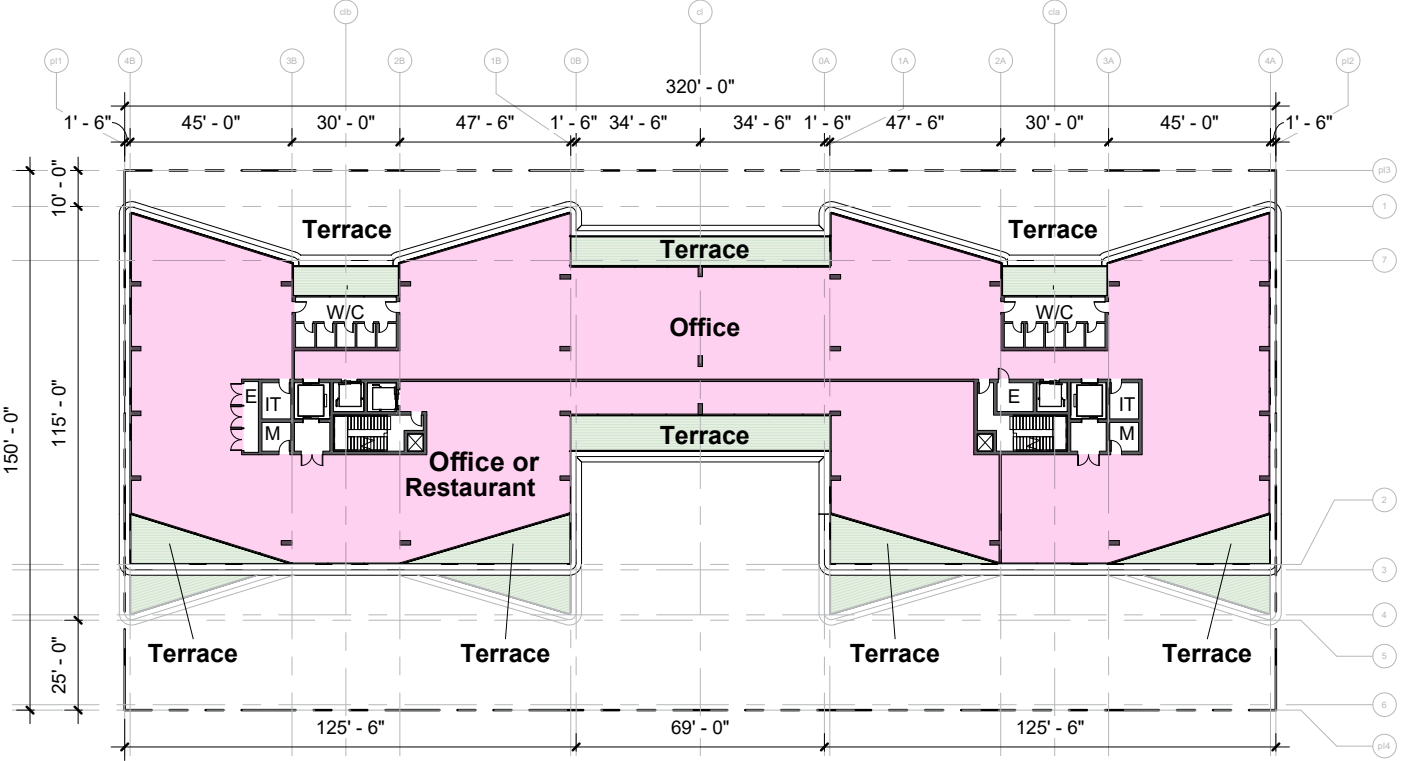 clb
cl
cla
pl1
4B
3B
2B
1B
0B
0A
1A
2A
3A
4A
pl2
320' - 0"
1' - 6"
45' - 0"
30' - 0"
47' - 6"
1' - 6"
34' - 6"
34' - 6"
1' - 6"
47' - 6"
30' - 0"
45' - 0"
1' - 6"
pl3
10' - 0"
1
Terrace
Terrace
Terrace
7
W/C
Office
W/C
E
IT
M
E
IT
M
115' - 0"
150' - 0"
Terrace
Office or
Restaurant
2
3
4
5
25' - 0"
Terrace
Terrace
Terrace
Terrace
6
pl4
125' - 6"
69' - 0"
125' - 6"